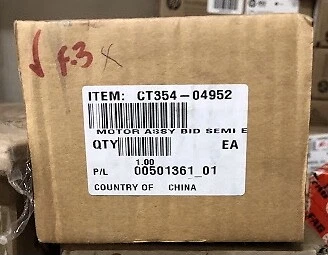 F-3
ITEM: CT354-04952
MOTOR ASSY BID SEMI E
QTY EA
1.00
P/L 00501361_01
COUNTRY OF CHINA